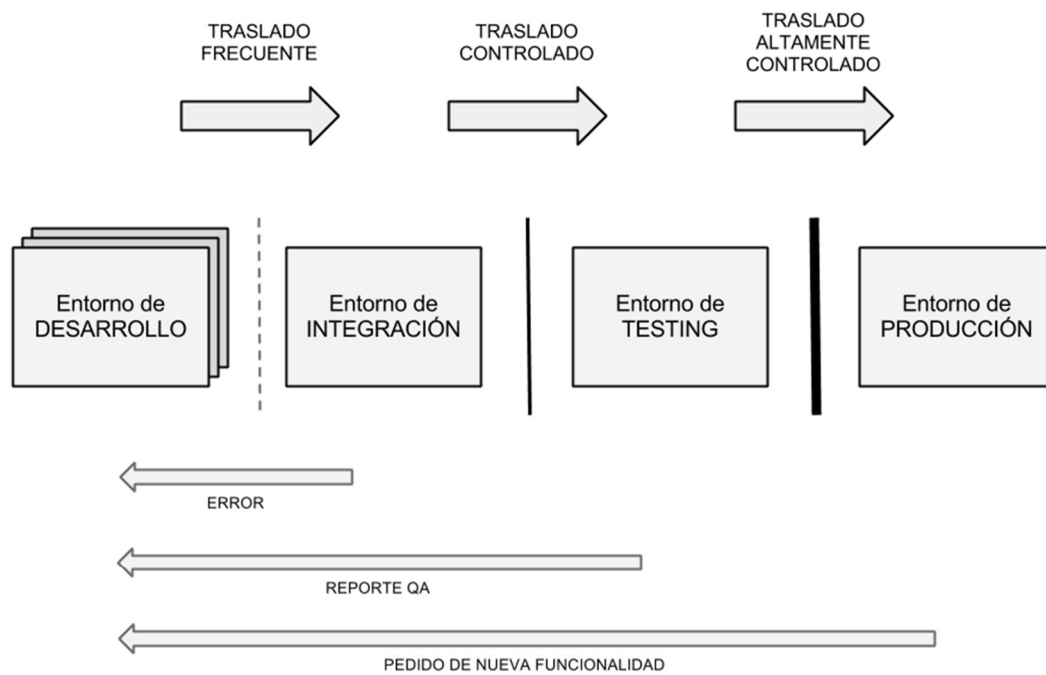 TRASLADO
FRECUENTE
TRASLADO
CONTROLADO
TRASLADO
ALTAMENTE
CONTROLADO
Entorno de
DESARROLLO
Entorno de
INTEGRACIÓN
Entorno de
TESTING
Entorno de
PRODUCCIÓN
ERROR
REPORTE QA
PEDIDO DE NUEVA FUNCIONALIDAD